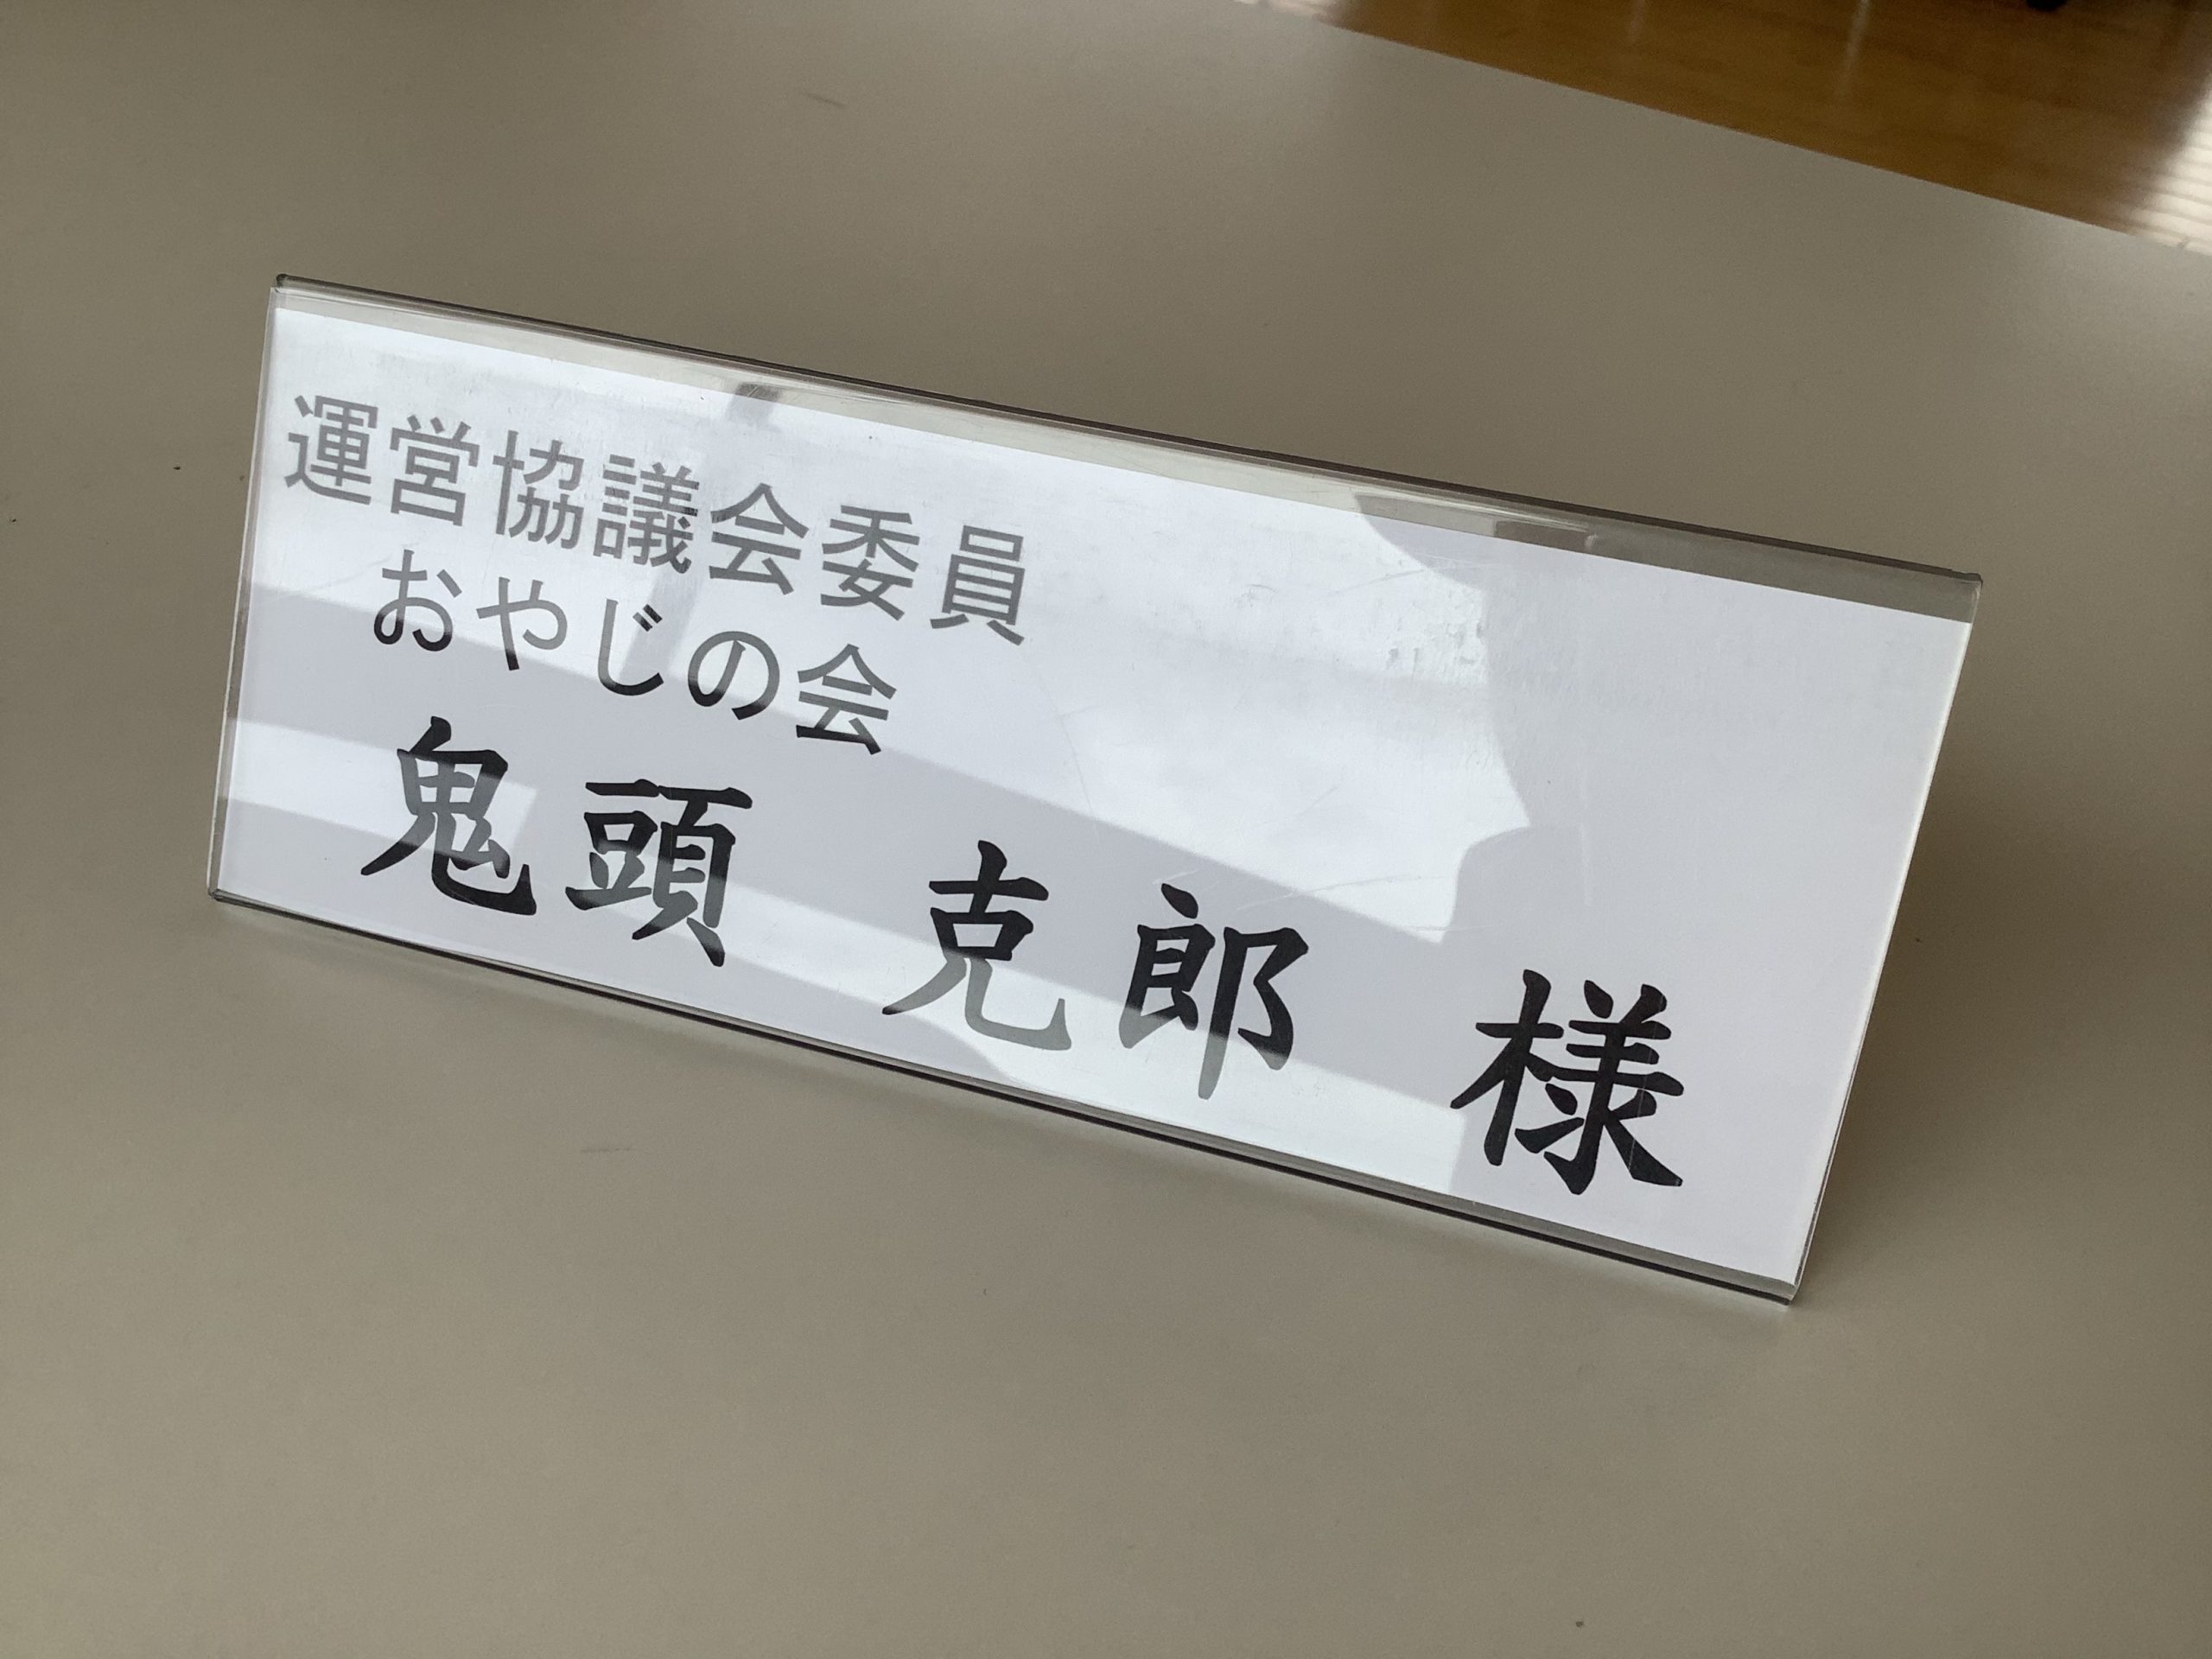 運営協議会委員
おやじの会
鬼頭 克郎 様